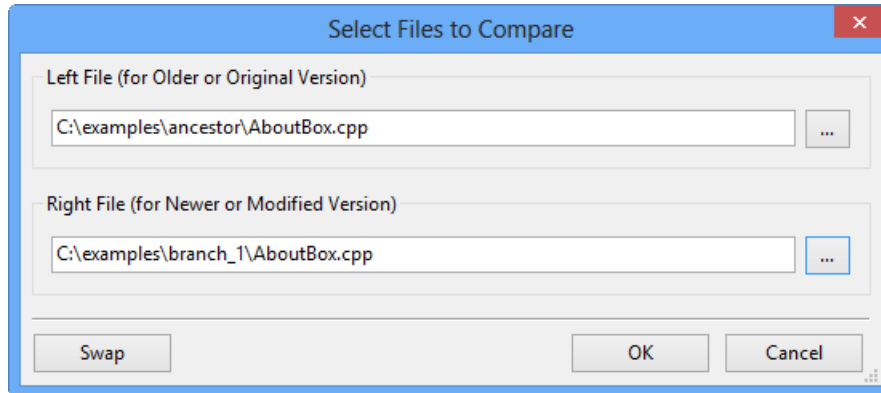 Select Files to Compare
Left File (for Older or Original Version)
C:\examples\ancestor\AboutBox.cpp
...
Right File (for Newer or Modified Version)
C:\examples\branch_1\AboutBox.cpp
...
Swap
OK
Cancel